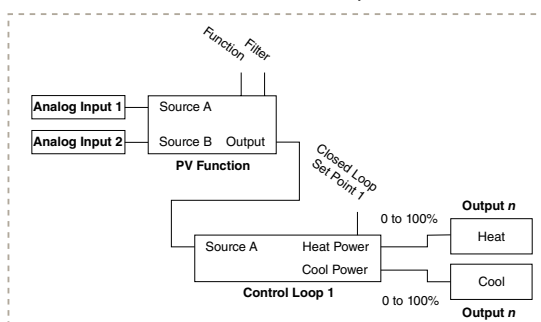 Function
Filter
Analog Input 1
Source A
Analog Input 2
Source B
Output
PV Function
Closed Loop
Set Point 1
Output n
0 to 100%
Source A
Heat Power
Heat
Cool Power
Cool
Control Loop 1
0 to 100%
Output n